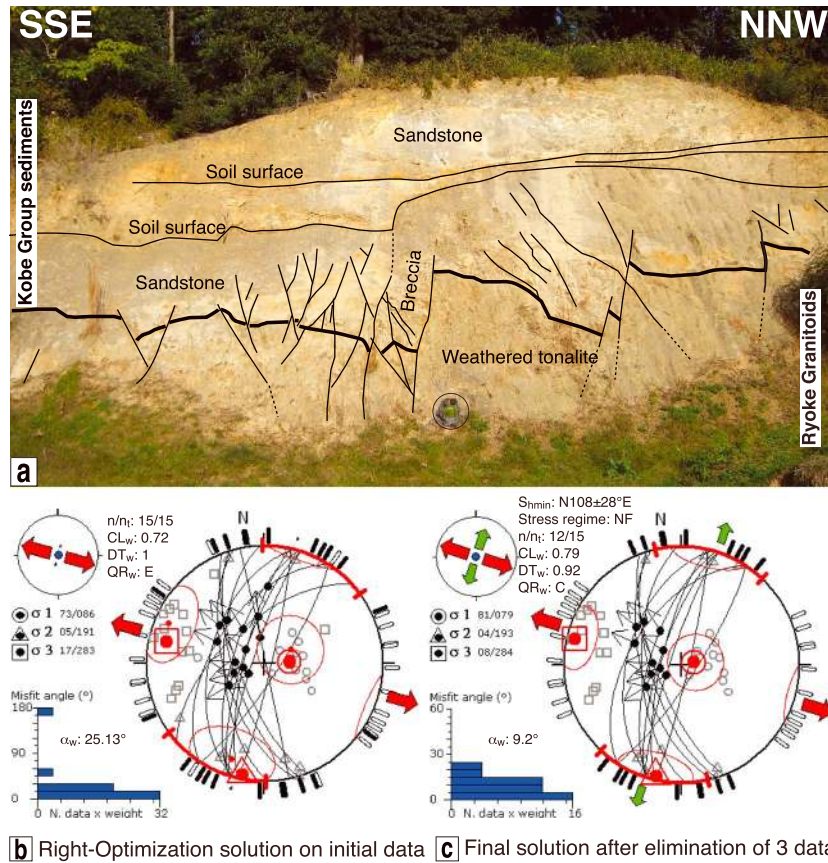 SSE
NNW
Kobe Group sediments
Sandstone
Soil surface
Soil surface
Sandstone
Breccia
Weathered tonalite
Ryoke Granitoids
a
n/nt: 15/15
CLw: 0.72
DTw: 1
QRw: E
N
σ 1 73/086
σ 2 05/191
σ 3 17/283
Misfit angle (°)
180
90
0
αw: 25.13°
0 N. data x weight 32
Shmin: N108±28°E
Stress regime: NF
n/nt: 12/15
CLw: 0.79
DTw: 0.92
QRw: C
N
σ 1 81/079
σ 2 04/193
σ 3 08/284
Misfit angle (°)
60
30
0
αw: 9.2°
0 N. data x weight 16
b Right-Optimization solution on initial data
c Final solution after elimination of 3 data